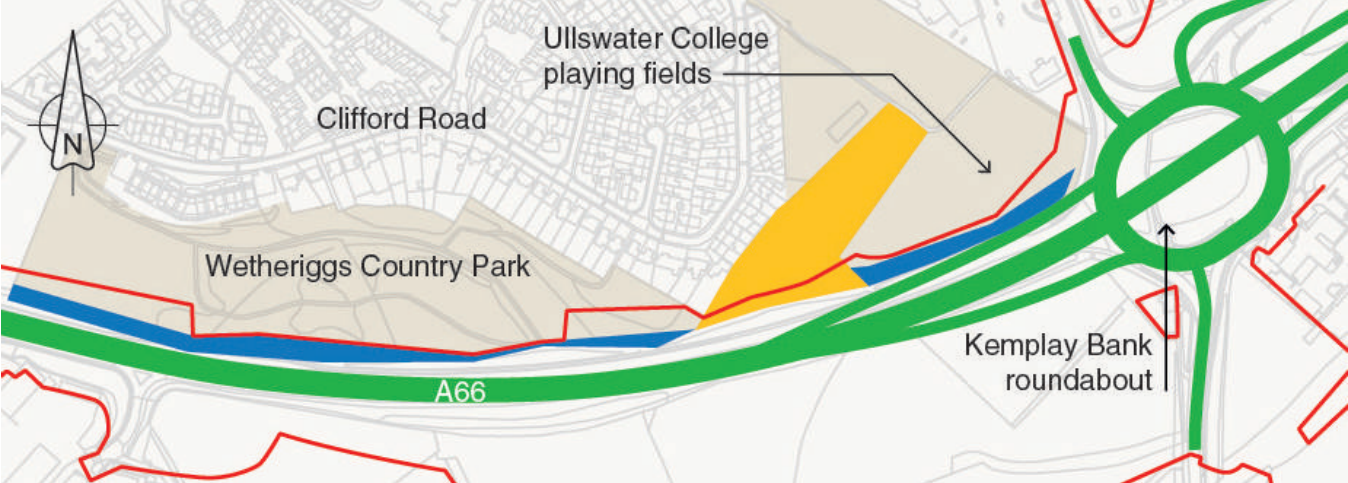 Ullswater College
playing fields
Clifford Road
N
Wetheriggs Country Park
Kemplay Bank
roundabout
A66